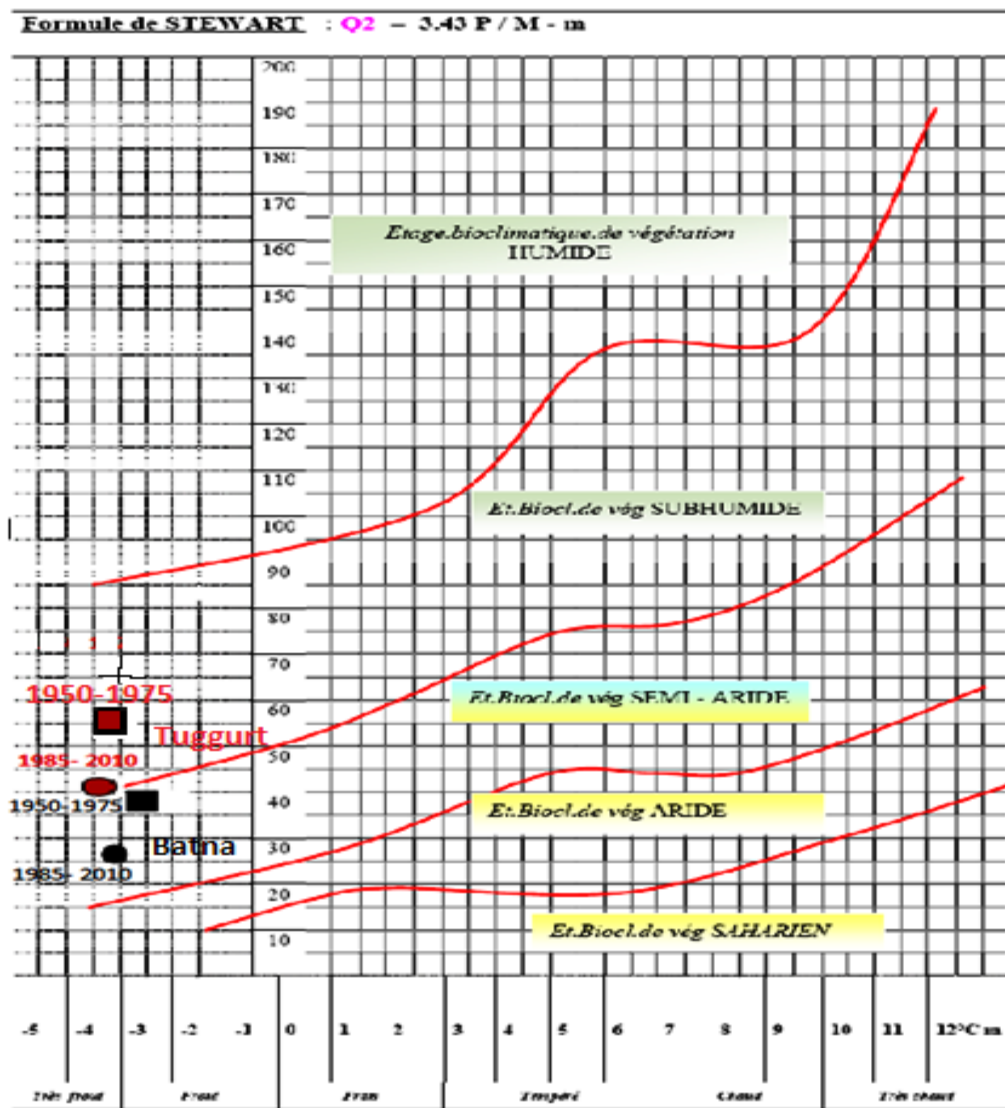 Formule de STEWART : Q2 – 3.43 P / M - m
200
190
180
170
160
150
140
130
120
110
100
90
80
70
60
50
40
30
20
10
Etage.bioclimatique.de végétation
HUMIDE
Et.Biocl.de vég SUBHUMIDE
Et.Biocl.de vég SEMI - ARIDE
Et.Biocl.de vég ARIDE
Et.Biocl.de vég SAHARIEN
1950-1975
Tuggurt
1985- 2010
1950-1975
Batna
1985- 2010
-5 -4 -3 -2 -1 0 1 2 3 4 5 6 7 8 9 10 11 12°C m
Très froid Froid Frais Tempéré Chaud Très chaud